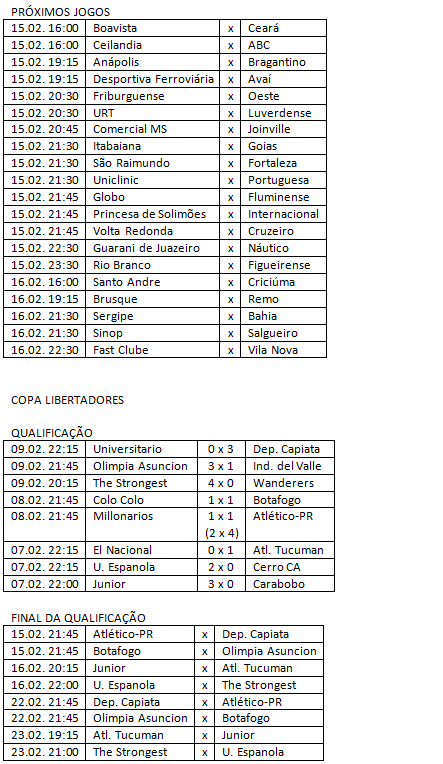 PRÓXIMOS JOGOS
15.02. 16:00 Boavista x Ceará
15.02. 16:00 Ceilandia x ABC
15.02. 19:15 Anápolis x Bragantino
15.02. 19:15 Desportiva Ferroviária x Avaí
15.02. 20:30 Friburguense x Oeste
15.02. 20:30 URT x Luverdense
15.02. 20:45 Comercial MS x Joinville
15.02. 21:30 Itabaiana x Goias
15.02. 21:30 São Raimundo x Fortaleza
15.02. 21:30 Uniclinic x Portuguesa
15.02. 21:45 Globo x Fluminense
15.02. 21:45 Princesa de Solimões x Internacional
15.02. 21:45 Volta Redonda x Cruzeiro
15.02. 22:30 Guarani de Juazeiro x Náutico
15.02. 23:30 Rio Branco x Figueirense
16.02. 16:00 Santo Andre x Criciúma
16.02. 19:15 Brusque x Remo
16.02. 21:30 Sergipe x Bahia
16.02. 21:30 Sinop x Salgueiro
16.02. 22:30 Fast Clube x Vila Nova
COPA LIBERTADORES
QUALIFICAÇÃO
09.02. 22:15 Universitario 0 x 3 Dep. Capiata
09.02. 21:45 Olimpia Asuncion 3 x 1 Ind. del Valle
09.02. 20:15 The Strongest 4 x 0 Wanderers
08.02. 21:45 Colo Colo 1 x 1 Botafogo
08.02. 21:45 Millonarios 1 x 1 Atlético-PR
(2 x 4)
07.02. 22:15 El Nacional 0 x 1 Atl. Tucuman
07.02. 22:15 U. Espanola 2 x 0 Cerro CA
07.02. 22:00 Junior 3 x 0 Carabobo
FINAL DA QUALIFICAÇÃO
15.02. 21:45 Atlético-PR x Dep. Capiata
15.02. 21:45 Botafogo x Olimpia Asuncion
16.02. 20:15 Junior x Atl. Tucuman
16.02. 22:00 U. Espanola x The Strongest
22.02. 21:45 Dep. Capiata x Atlético-PR
22.02. 21:45 Olimpia Asuncion x Botafogo
23.02. 19:15 Atl. Tucuman x Junior
23.02. 21:00 The Strongest x U. Espanola